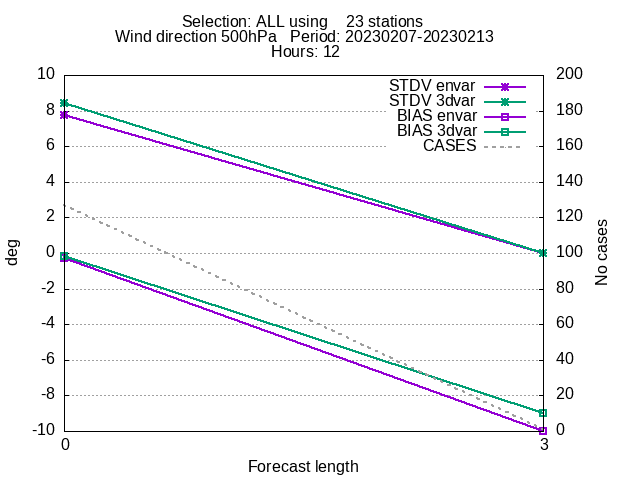 Selection: ALL using    23 stations
Wind direction 500hPa   Period: 20230207-20230213
Hours: 12
STDV envar
STDV 3dvar
BIAS envar
BIAS 3dvar
CASES
10
8
6
4
2
0
-2
-4
-6
-8
-10
200
180
160
140
120
100
80
60
40
20
0
deg
No cases
0 3
Forecast length